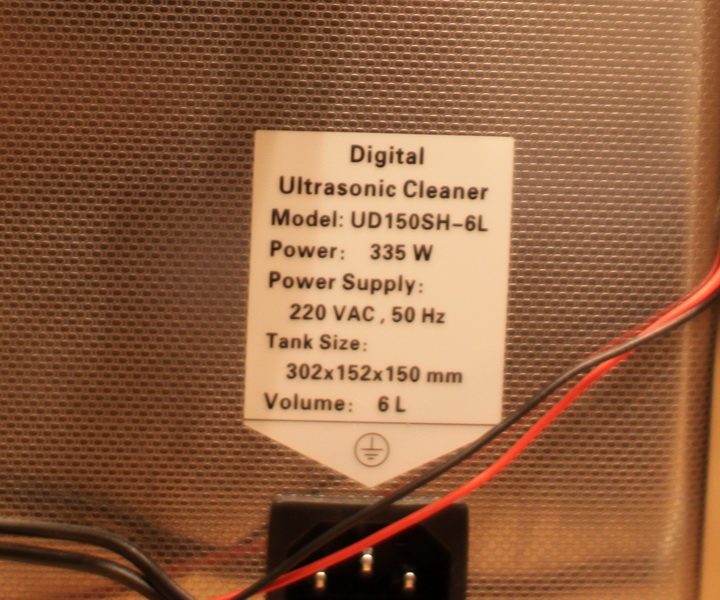 Digital
Ultrasonic Cleaner
Model: UD150SH-6L
Power: 335 W
Power Supply:
220 VAC, 50 Hz
Tank Size:
302x152x150 mm
Volume: 6 L